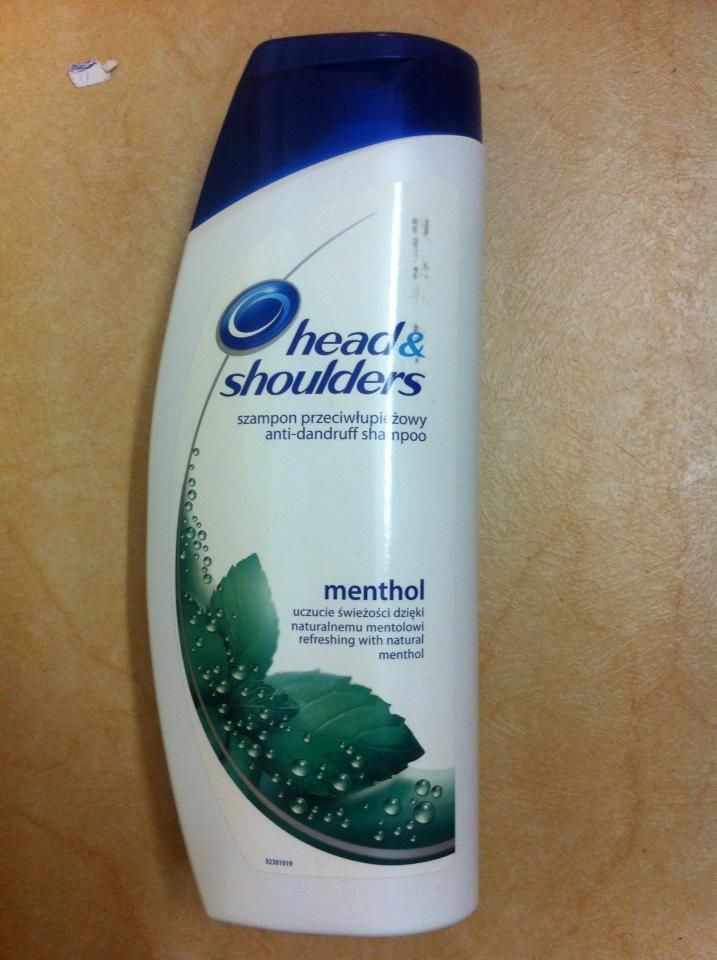 head&
shoulders
szampon przeciwłupieżowy
anti-dandruff shampoo
menthol
uczucie świeżości dzięki
naturalnemu mentolowi
refreshing with natural
menthol
92381919